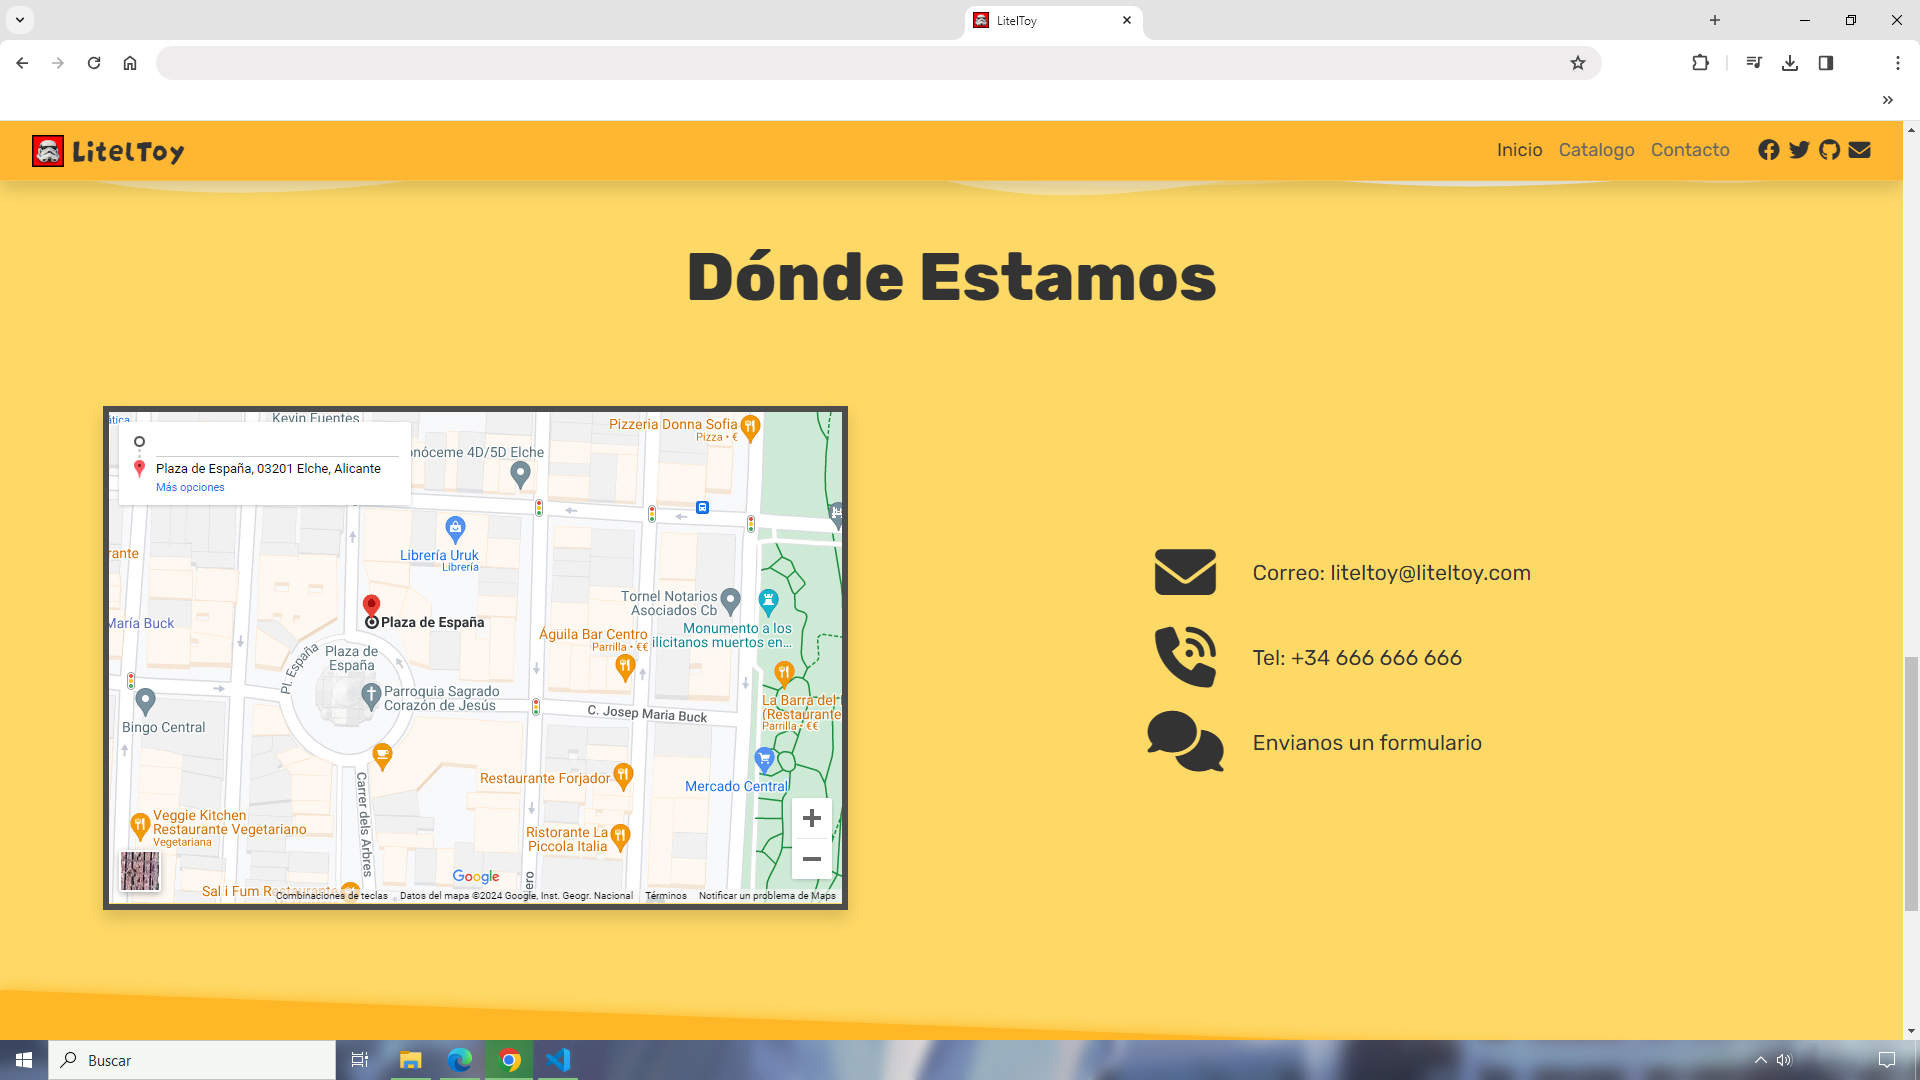 LitelToy
LitelToy
Inicio
Catalogo
Contacto
Dónde Estamos
Kevin Fuentes
Pizzeria Donna Sofia
Pizza • €
onóceme 4D/5D Elche
Plaza de España, 03201 Elche, Alicante
Más opciones
Librería Uruk
Librería
rante
Tornel Notarios
Asociados Cb
María Buck
Plaza de España
Monumento a los
ilicitanos muertos en...
Águila Bar Centro
Parrilla • €€
Pl. España
Plaza de
España
Parroquia Sagrado
Corazón de Jesús
La Barra del
(Restaurante
Parrilla • €€
C. Josep Maria Buck
Bingo Central
Carrer dels Arbres
Restaurante Forjador
Mercado Central
Veggie Kitchen
Restaurante Vegetariano
Vegetariana
Ristorante La
Piccola Italia
Google
Sal i Fum Restaurante
Combinaciones de teclas
Datos del mapa ©2024 Google, Inst. Geogr. Nacional
Términos
Notificar un problema de Maps
Correo: liteltoy@liteltoy.com
Tel: +34 666 666 666
Envianos un formulario
Buscar